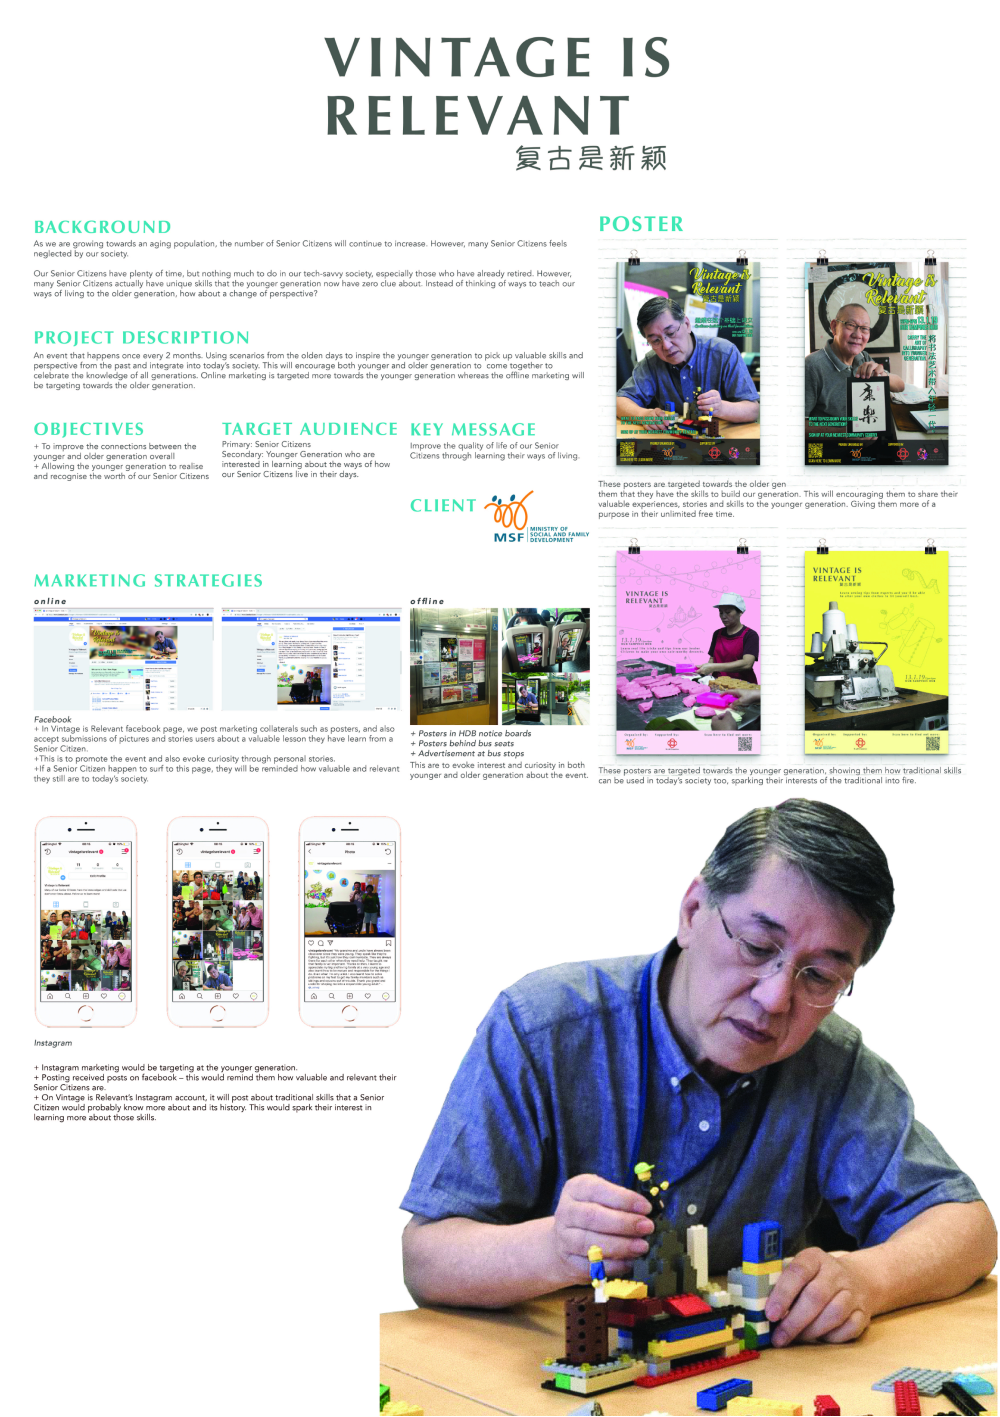 VINTAGE IS
RELEVANT
复古是新颖
BACKGROUND
As we are growing towards an aging population, the number of Senior Citizens will continue to increase. However, many Senior Citizens feels
neglected by our society.
Our Senior Citizens have plenty of time, but nothing much to do in our tech-savvy society, especially those who have already retired. However,
many Senior Citizens actually have unique skills that the younger generation now have zero clue about. Instead of thinking of ways to teach our
ways of living to the older generation, how about a change of perspective?
PROJECT DESCRIPTION
An event that happens once every 2 months. Using scenarios from the olden days to inspire the younger generation to pick up valuable skills and
perspective from the past and integrate into today's society. This will encourage both younger and older generation to come together to
celebrate the knowledge of all generations. Online marketing is targeted more towards the younger generation whereas the offline marketing will
be targeting towards the older generation.
OBJECTIVES
+ To improve the connections between the
younger and older generation overall
+ Allowing the younger generation to realise
and recognise the worth of our Senior Citizens
TARGET AUDIENCE
Primary: Senior Citizens
Secondary: Younger Generation who are
interested in learning about the ways of how
our Senior Citizens live in their days.
KEY MESSAGE
Improve the quality of life of our Senior
Citizens through learning their ways of living.
CLIENT
MSF
MINISTRY OF
SOCIAL AND FAMILY
DEVELOPMENT
MARKETING STRATEGIES
online
Facebook
+ In Vintage is Relevant facebook page, we post marketing collaterals such as posters, and also
accept submissions of pictures and stories users about a valuable lesson they have learn from a
Senior Citizen.
+This is to promote the event and also evoke curiosity through personal stories.
+If a Senior Citizen happen to surf to this page, they will be reminded how valuable and relevant
they still are to today's society.
offline
+ Posters in HDB notice boards
+ Posters behind bus seats
+ Advertisement at bus stops
This are to evoke interest and curiosity in both
younger and older generation about the event.
vintageisrelevant
vintageisrelevant
Photo
vintageisrelevant
Instagram
+ Instagram marketing would be targeting at the younger generation.
+ Posting received posts on facebook – this would remind them how valuable and relevant their
Senior Citizens are.
+ On Vintage is Relevant's Instagram account, it will post about traditional skills that a Senior
Citizen would probably know more about and its history. This would spark their interest in
learning more about those skills.
POSTER
Vintage is
Relevant
复古是新颖
Vintage is
Relevant
复古是新颖
康樂
These posters are targeted towards the older gen
them that they have the skills to build our generation. This will encouraging them to share their
valuable experiences, stories and skills to the younger generation. Giving them more of a
purpose in their unlimited free time.
VINTAGE IS
RELEVANT
复古是新颖
13.7.19
VINTAGE IS
RELEVANT
复古是新颖
13.7.19
These posters are targeted towards the younger generation, showing them how traditional skills
can be used in today's society too, sparking their interests of the traditional into fire.